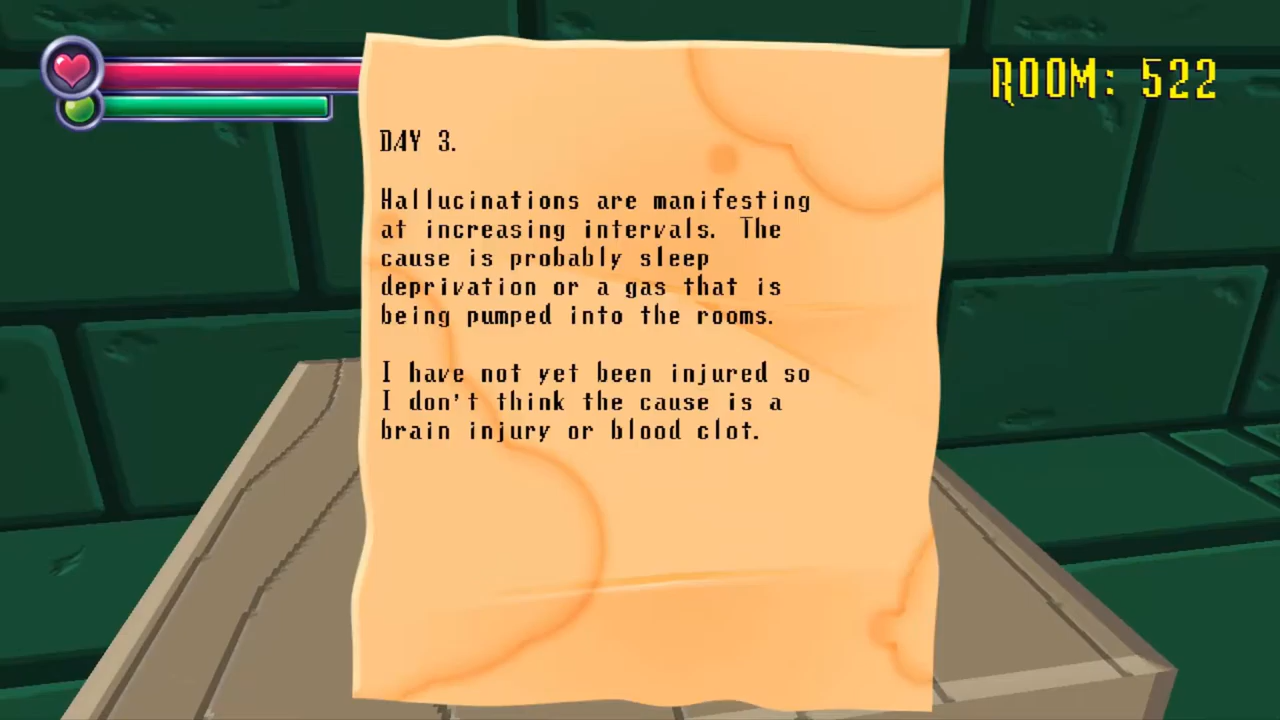 ROOM: 522
DAY 3.
Hallucinations are manifesting
at increasing intervals. The
cause is probably sleep
deprivation or a gas that is
being pumped into the rooms.
I have not yet been injured so
I don't think the cause is a
brain injury or blood clot.